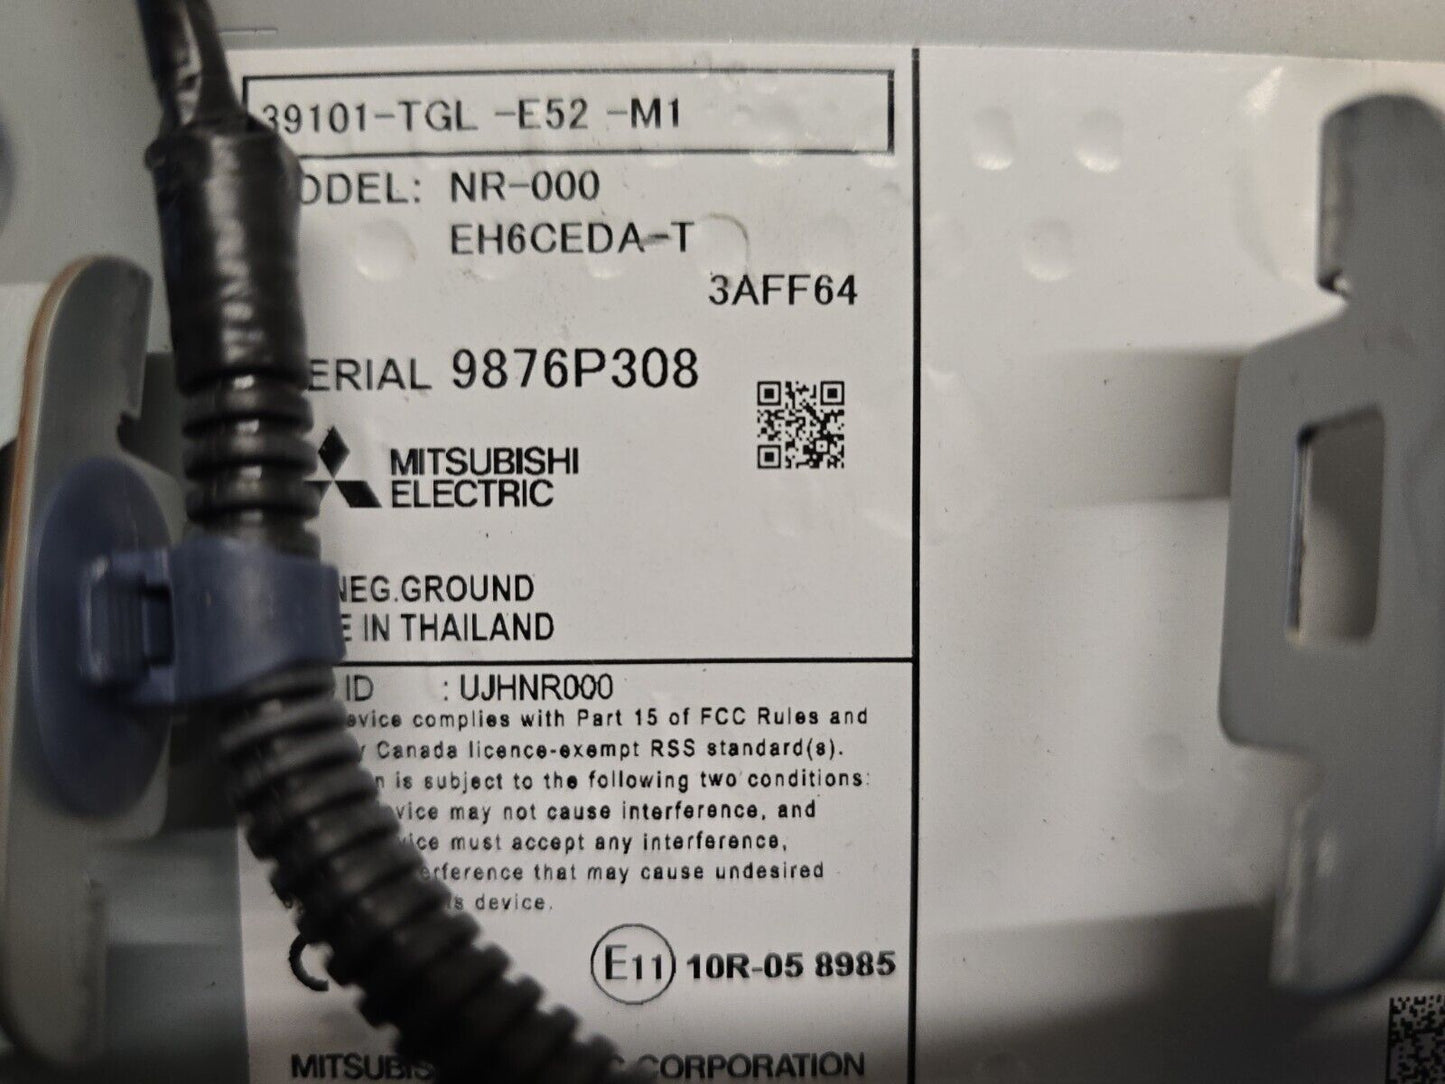 39101-TGL -E52 -M1
ODEL: NR-000
EH6CEDA-T
3AFF64
ERIAL 9876P308
MITSUBISHI
ELECTRIC
NEG.GROUND
E IN THAILAND
ID : UJHNR000
evice complies with Part 15 of FCC Rules and
y Canada licence-exempt RSS standard(s).
n is subject to the following two conditions:
vice may not cause interference, and
ice must accept any interference,
erference that may cause undesired
s device.
E11 10R-05 8985
MITSUBIS CORPORATION